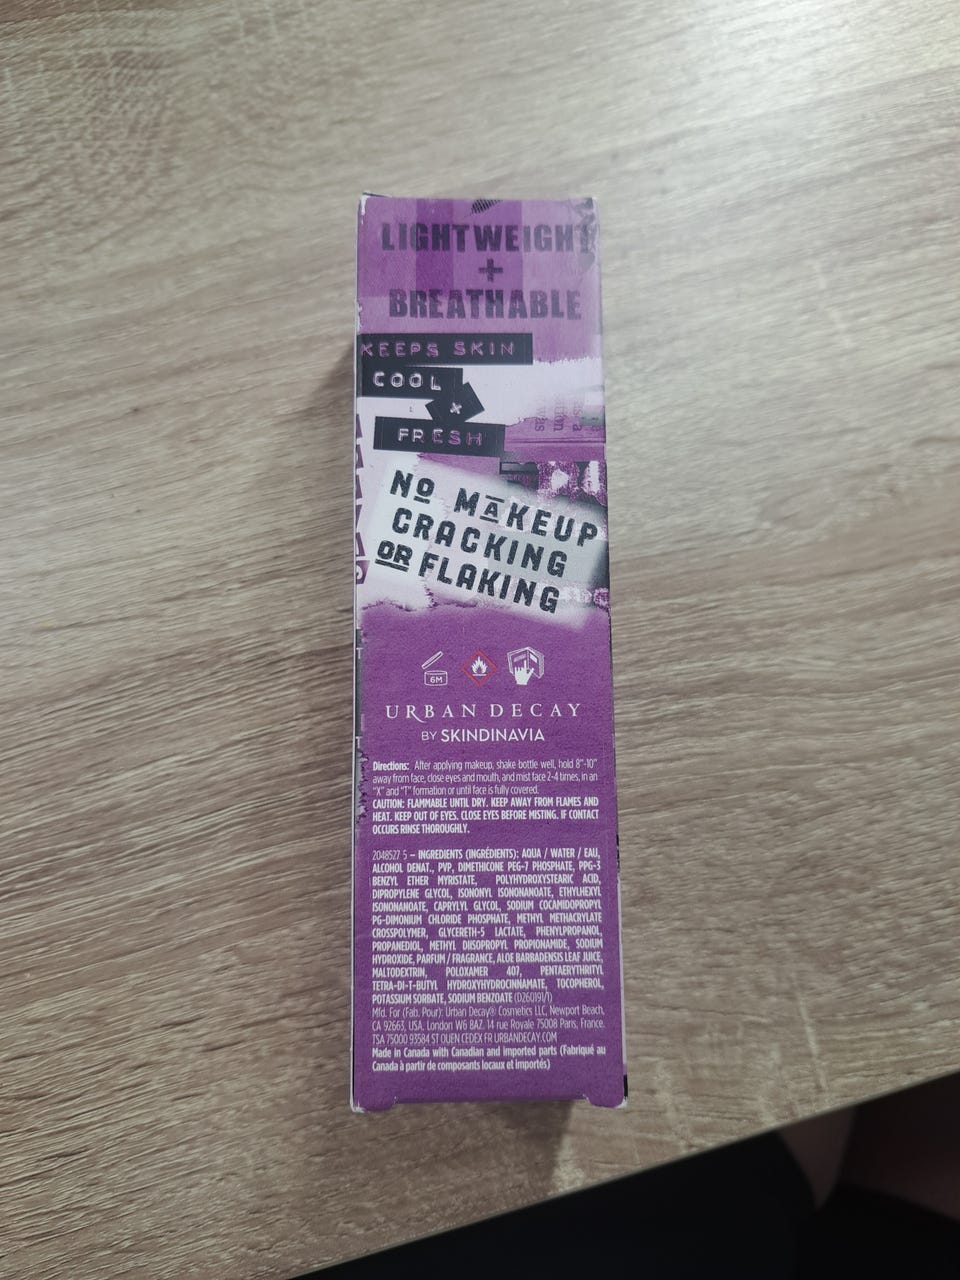 LIGHTWEIGHT
+
BREATHABLE
KEEPS SKIN
COOL
+
FRESH
NO MAKEUP
CRACKING
OR FLAKING
6M
URBAN DECAY
BY SKINDINAVIA
Directions: After applying makeup, shake bottle well, hold 8"-10"
away from face, close eyes and mouth, and mist face 2-4 times, in an
"X" and "T" formation or until face is fully covered.
CAUTION: FLAMMABLE UNTIL DRY. KEEP AWAY FROM FLAMES AND
HEAT. KEEP OUT OF EYES. CLOSE EYES BEFORE MISTING. IF CONTACT
OCCURS RINSE THOROUGHLY.
2048527 5 – INGREDIENTS (INGRÉDIENTS): AQUA / WATER / EAU,
ALCOHOL DENAT., PVP, DIMETHICONE PEG-7 PHOSPHATE, PPG-3
BENZYL ETHER MYRISTATE, POLYHYDROXYSTEARIC ACID,
DIPROPYLENE GLYCOL, ISONONYL ISONONANOATE, ETHYLHEXYL
ISONONANOATE, CAPRYLYL GLYCOL, SODIUM COCAMIDOPROPYL
PG-DIMONIUM CHLORIDE PHOSPHATE, METHYL METHACRYLATE
CROSSPOLYMER, GLYCERETH-5 LACTATE, PHENYLPROPANOL,
PROPANEDIOL, METHYL DIISOPROPYL PROPIONAMIDE, SODIUM
HYDROXIDE, PARFUM / FRAGRANCE, ALOE BARBADENSIS LEAF JUICE,
MALTODEXTRIN, POLOXAMER 407, PENTAERYTHRITYL
TETRA-DI-T-BUTYL HYDROXYHYDROCINNAMATE, TOCOPHEROL,
POTASSIUM SORBATE, SODIUM BENZOATE (D260191/1)
Mfd. For (Fab. Pour): Urban Decay® Cosmetics LLC, Newport Beach,
CA 92663, USA. London W6 8AZ. 14 rue Royale 75008 Paris, France.
TSA 75000 93584 ST OUEN CEDEX FR URBANDECAY.COM
Made in Canada with Canadian and imported parts (Fabriqué au
Canada à partir de composants locaux et importés)